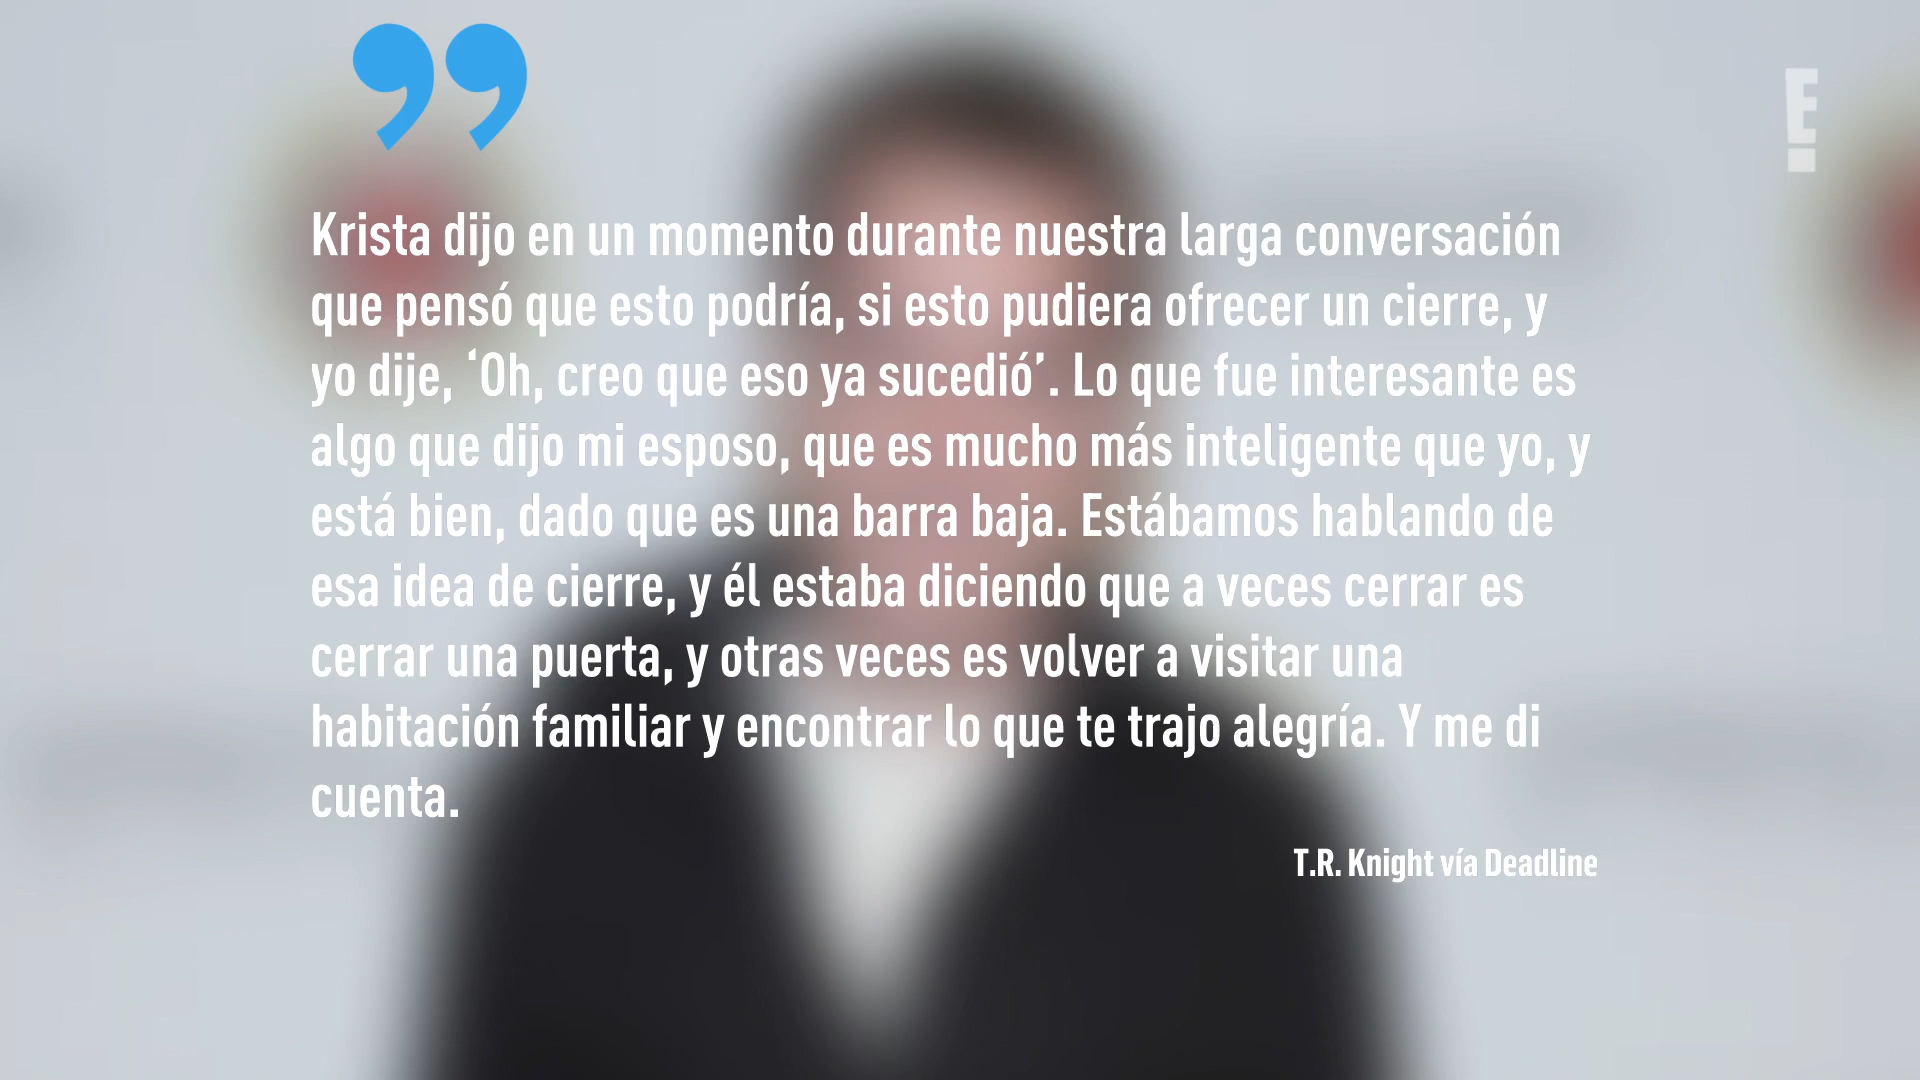 ”
E!
Krista dijo en un momento durante nuestra larga conversación
que pensó que esto podría, si esto pudiera ofrecer un cierre, y
yo dije, ‘Oh, creo que eso ya sucedió’. Lo que fue interesante es
algo que dijo mi esposo, que es mucho más inteligente que yo, y
está bien, dado que es una barra baja. Estábamos hablando de
esa idea de cierre, y él estaba diciendo que a veces cerrar es
cerrar una puerta, y otras veces es volver a visitar una
habitación familiar y encontrar lo que te trajo alegría. Y me di
cuenta.
T.R. Knight vía Deadline